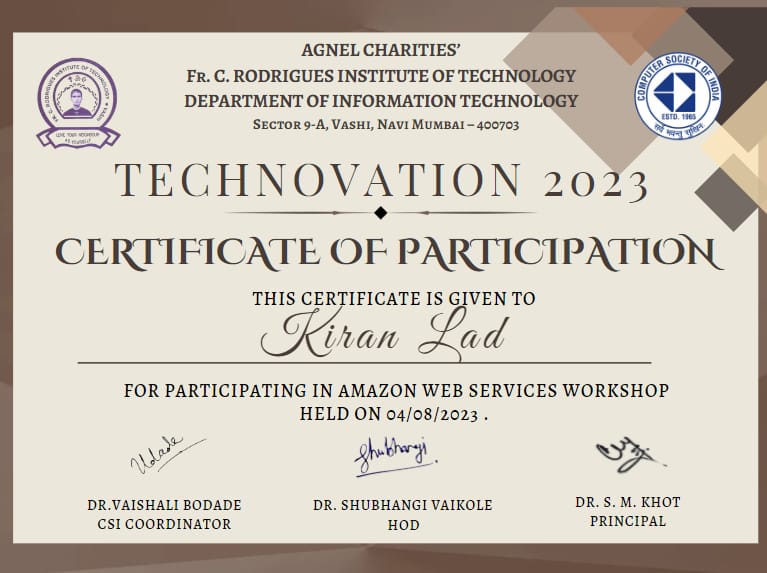 AGNEL CHARITIES'
FR. C. RODRIGUES INSTITUTE OF TECHNOLOGY
DEPARTMENT OF INFORMATION TECHNOLOGY
SECTOR 9-A, VASHI, NAVI MUMBAI – 400703
FR. C. RODRIGUES INSTITUTE OF TECHNOLOGY * VASHI *
LOVE YOUR NEIGHBOUR
AS YOURSELF
COMPUTER SOCIETY OF INDIA
ESTD. 1965
सर्वे भवन्तु सुखिनः
TECHNOVATION 2023
CERTIFICATE OF PARTICIPATION
THIS CERTIFICATE IS GIVEN TO
Kiran Lad
FOR PARTICIPATING IN AMAZON WEB SERVICES WORKSHOP
HELD ON 04/08/2023 .
Shubhangi
DR.VAISHALI BODADE
CSI COORDINATOR
DR. SHUBHANGI VAIKOLE
HOD
DR. S. M. KHOT
PRINCIPAL